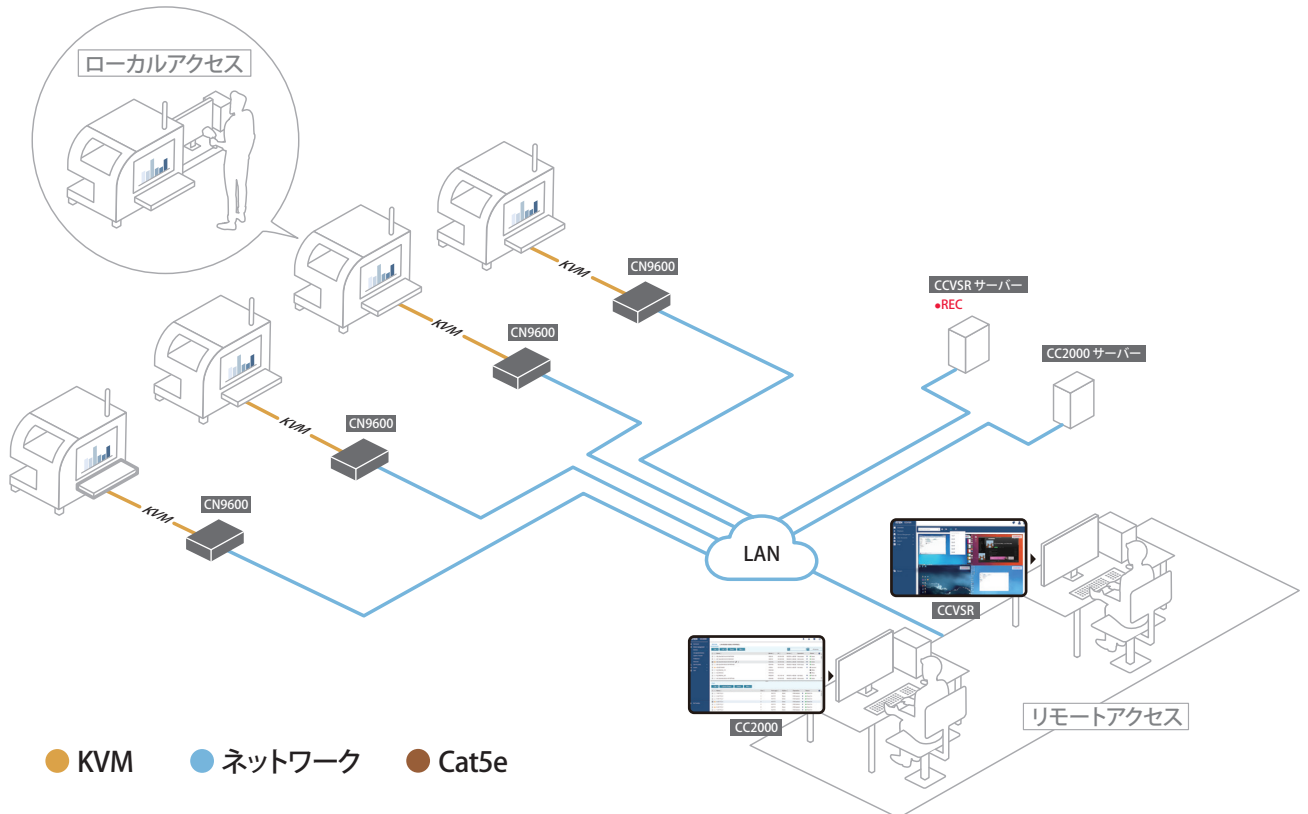 ローカルアクセス
KVM
CN9600
CCVSR サーバー
●REC
KVM
CN9600
CC2000 サーバー
KVM
CN9600
KVM
CN9600
LAN
CCVSR
CC2000
リモートアクセス
KVM
ネットワーク
Cat5e